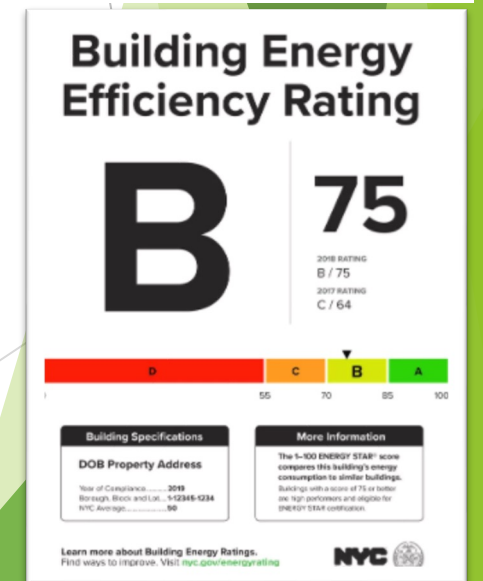 Building Energy
Efficiency Rating
B
75
2018 RATING
B / 75
2017 RATING
C / 64
D C B A
55 70 85 100
Building Specifications
DOB Property Address
Year of Compliance..........2019
Borough, Block and Lot...1-12345-1234
NYC Average..........50
More Information
The 1–100 ENERGY STAR® score
compares this building's energy
consumption to similar buildings.
Buildings with a score of 75 or better
are high performers and eligible for
ENERGY STAR certification.
Learn more about Building Energy Ratings.
Find ways to improve. Visit nyc.gov/energyrating
NYC